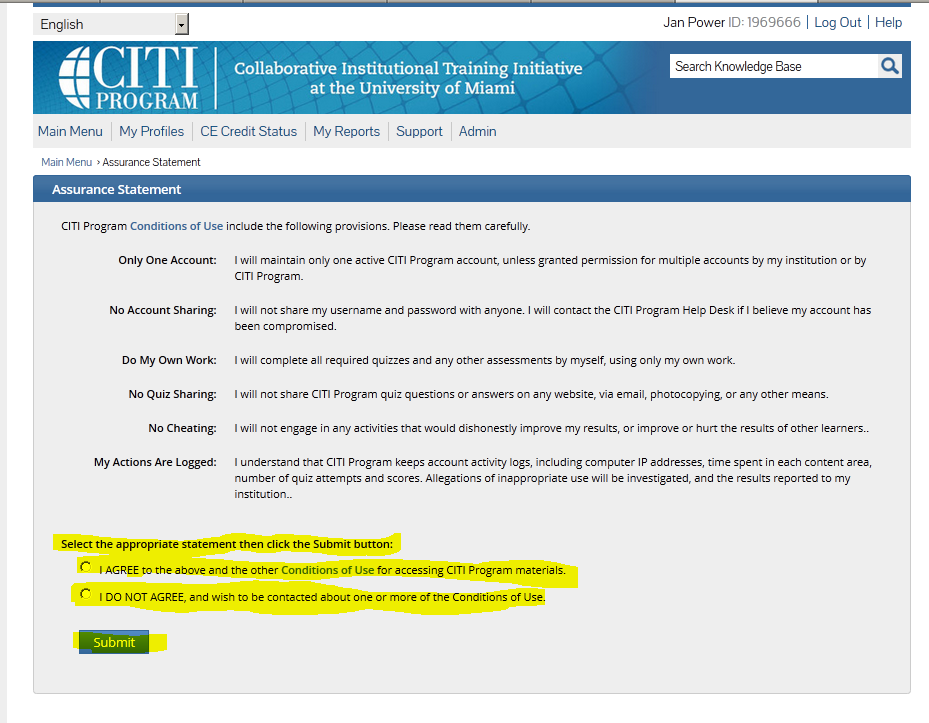 English
Jan Power ID: 1969666 | Log Out | Help
CITI
PROGRAM
Collaborative Institutional Training Initiative
at the University of Miami
Search Knowledge Base
Main Menu | My Profiles | CE Credit Status | My Reports | Support | Admin
Main Menu › Assurance Statement
Assurance Statement
CITI Program Conditions of Use include the following provisions. Please read them carefully.
Only One Account: I will maintain only one active CITI Program account, unless granted permission for multiple accounts by my institution or by
CITI Program.
No Account Sharing: I will not share my username and password with anyone. I will contact the CITI Program Help Desk if I believe my account has
been compromised.
Do My Own Work: I will complete all required quizzes and any other assessments by myself, using only my own work.
No Quiz Sharing: I will not share CITI Program quiz questions or answers on any website, via email, photocopying, or any other means.
No Cheating: I will not engage in any activities that would dishonestly improve my results, or improve or hurt the results of other learners..
My Actions Are Logged: I understand that CITI Program keeps account activity logs, including computer IP addresses, time spent in each content area,
number of quiz attempts and scores. Allegations of inappropriate use will be investigated, and the results reported to my
institution..
Select the appropriate statement then click the Submit button:
I AGREE to the above and the other Conditions of Use for accessing CITI Program materials.
I DO NOT AGREE, and wish to be contacted about one or more of the Conditions of Use.
Submit